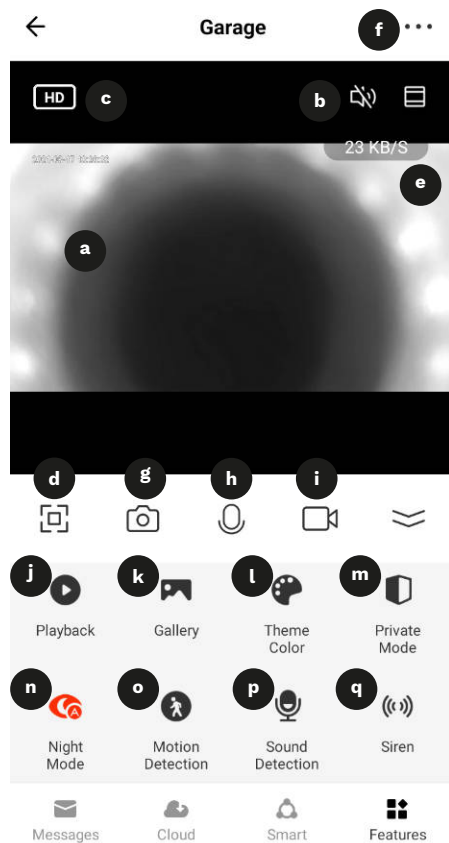 Garage
f
HD
c
b
23 KB/S
e
a
d
g
h
i
j
k
l
m
Playback
Gallery
Theme
Color
Private
Mode
n
o
p
q
A
Night
Mode
Motion
Detection
Sound
Detection
Siren
Messages
Cloud
Smart
Features